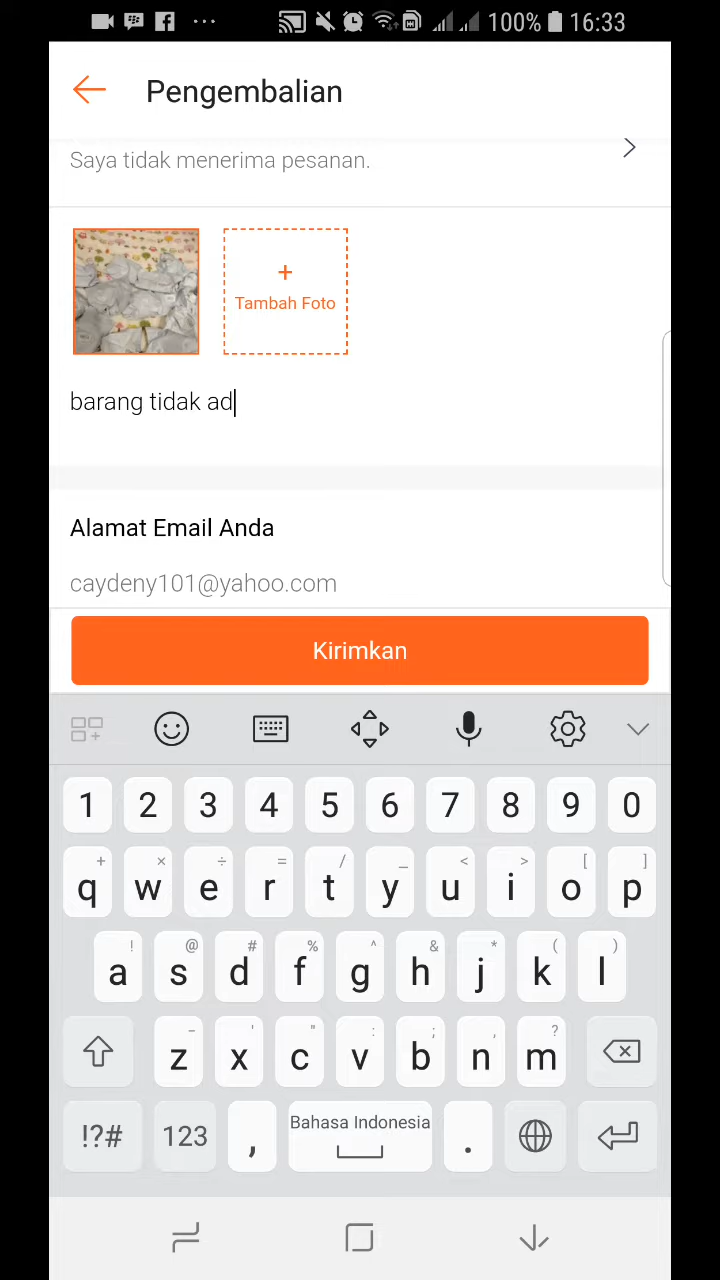 100% 16:33
Pengembalian
Saya tidak menerima pesanan.
+
Tambah Foto
barang tidak ad
Alamat Email Anda
caydeny101@yahoo.com
Kirimkan
1 2 3 4 5 6 7 8 9 0
+ × ÷ = / _ < > [ ]
q w e r t y u i o p
! @ # % ^ & * ( )
a s d f g h j k l
- ' " : ; , ?
z x c v b n m
!?# 123 , Bahasa Indonesia .